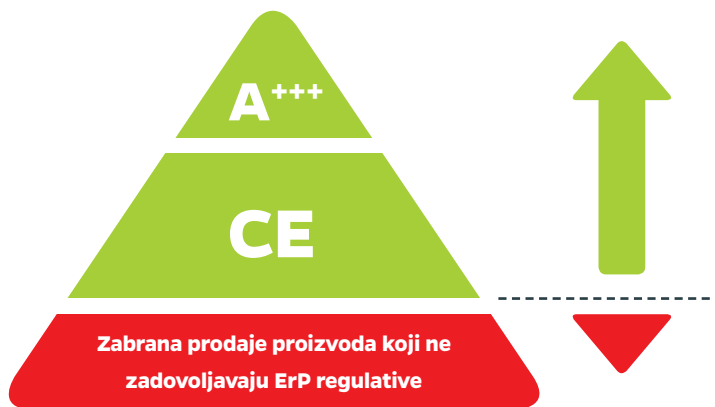 A+++
CE
Zabrana prodaje proizvoda koji ne
zadovoljavaju ErP regulative